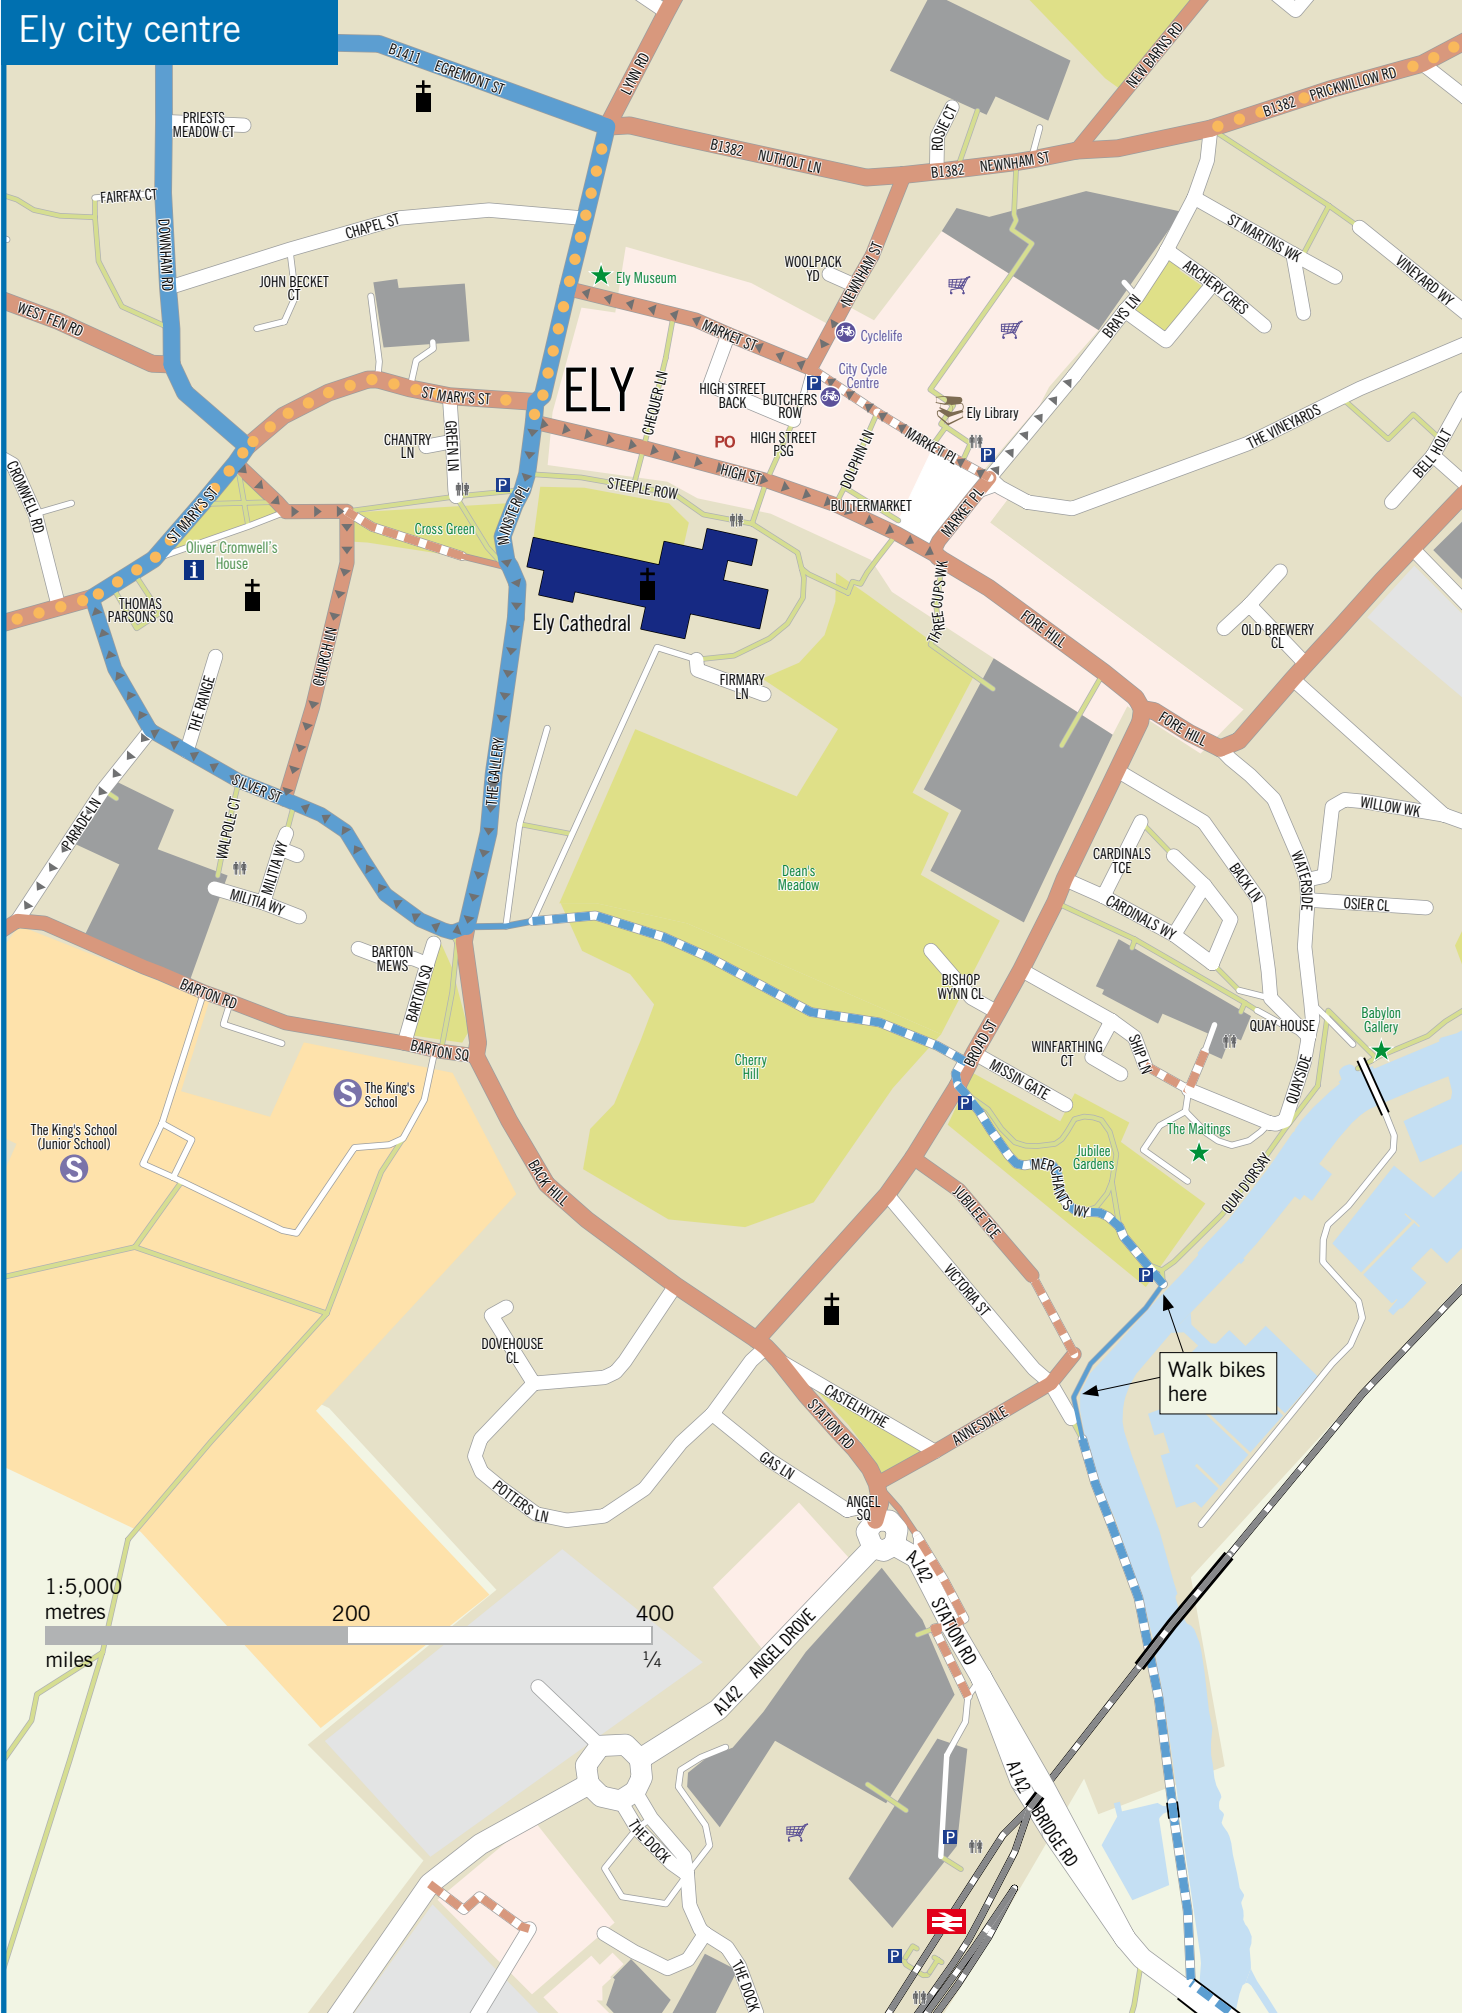 Ely city centre
B1411
EGREMONT ST
LYNN RD
NEW BARNS RD
B1382
PRICKWILLOW RD
PRIESTS
MEADOW CT
B1382
NUTHOLT LN
ROSIE CT
B1382
NEWNHAM ST
FAIRFAX CT
DOWNHAM RD
CHAPEL ST
ST MARTINS WK
JOHN BECKET
CT
Ely Museum
WOOLPACK
YD
NEWNHAM ST
ARCHERY CRES
VINEYARD WY
WEST FEN RD
MARKET ST
Cyclelife
BRAYS LN
City Cycle
Centre
P
ELY
ST MARY'S ST
CHEQUER LN
HIGH STREET
BACK
BUTCHERS
ROW
Ely Library
THE VINEYARDS
CHANTRY
LN
GREEN LN
PO
HIGH STREET
PSG
DOLPHIN LN
MARKET PL
P
BELL HOLT
CROMWELL RD
HIGH ST
P
STEEPLE ROW
BUTTERMARKET
MARKET PL
ST MARY'S ST
MYNSTER PL
Cross Green
Oliver Cromwell's
House
i
THOMAS
PARSONS SQ
Ely Cathedral
THREE CUPS WK
FORE HILL
OLD BREWERY
CL
CHURCH LN
THE RANGE
FIRMARY
LN
FORE HILL
SILVER ST
THE GALLERY
PARADE LN
WALPOLE CT
MILITIA WY
MILITIA WY
WILLOW WK
CARDINALS
TCE
BACK LN
WATERSIDE
OSIER CL
Dean's
Meadow
CARDINALS WY
BARTON
MEWS
BARTON SQ
BARTON RD
BARTON SQ
BISHOP
WYNN CL
BROAD ST
QUAY HOUSE
Babylon
Gallery
Cherry
Hill
WINFARTHING
CT
SHIP LN
MISSIN GATE
QUAYSIDE
S
The King's
School
P
The King's School
(Junior School)
S
The Maltings
Jubilee
Gardens
MERCHANTS WY
QUAI D'ORSAY
BACK HILL
JUBILEE TCE
VICTORIA ST
P
DOVEHOUSE
CL
Walk bikes
here
CASTELHYTHE
STATION RD
ANNESDALE
GAS LN
POTTERS LN
ANGEL
SQ
A142
STATION RD
1:5,000
metres
200
400
miles
¼
ANGEL DROVE
A142
A142
BRIDGE RD
THE DOCK
P
P
THE DOCK